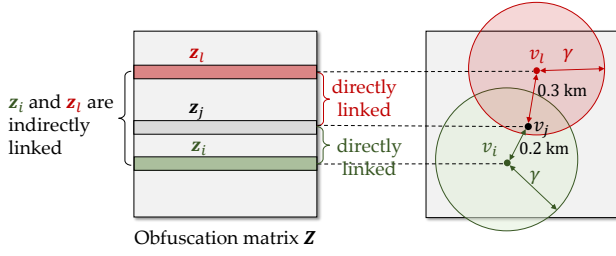 z_l
z_j
z_i
z_i and z_l are
indirectly
linked
directly
linked
directly
linked
Obfuscation matrix Z
v_l
γ
0.3 km
v_j
0.2 km
v_i
γ